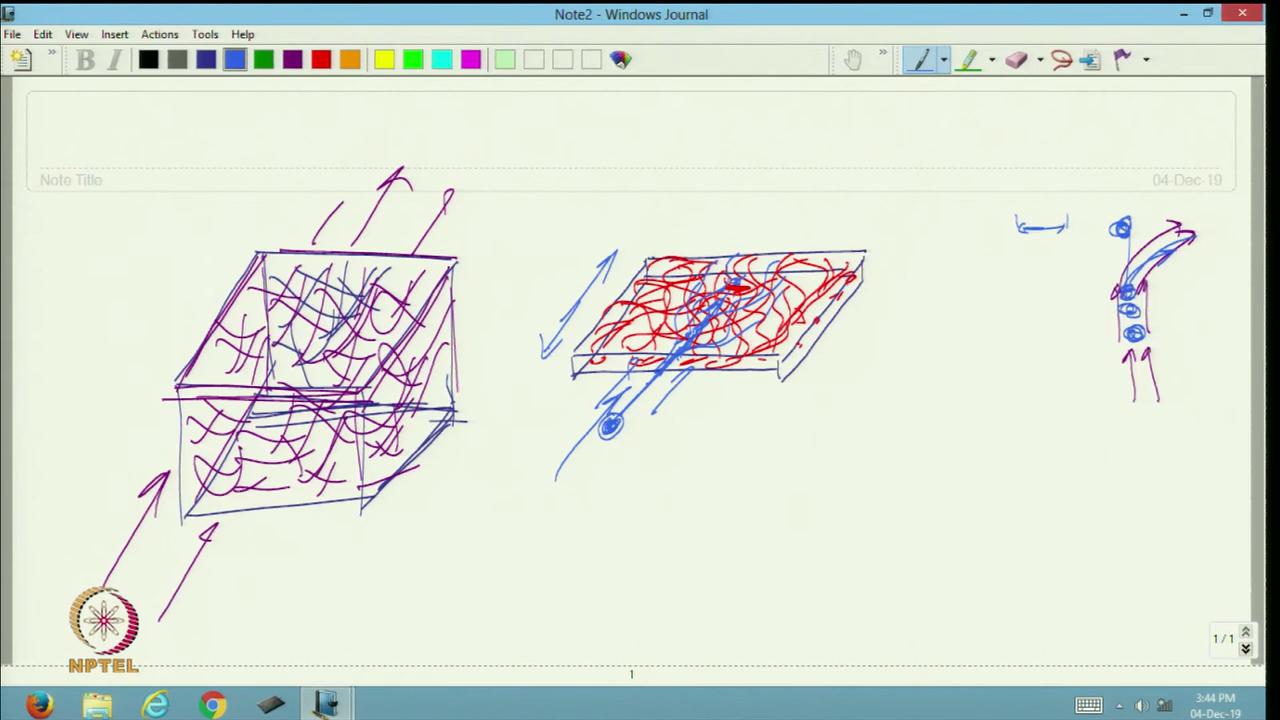 Note2 - Windows Journal
File Edit View Insert Actions Tools Help
B I
Note Title
04-Dec-19
1 / 1
NPTEL
1
3:44 PM
04-Dec-19